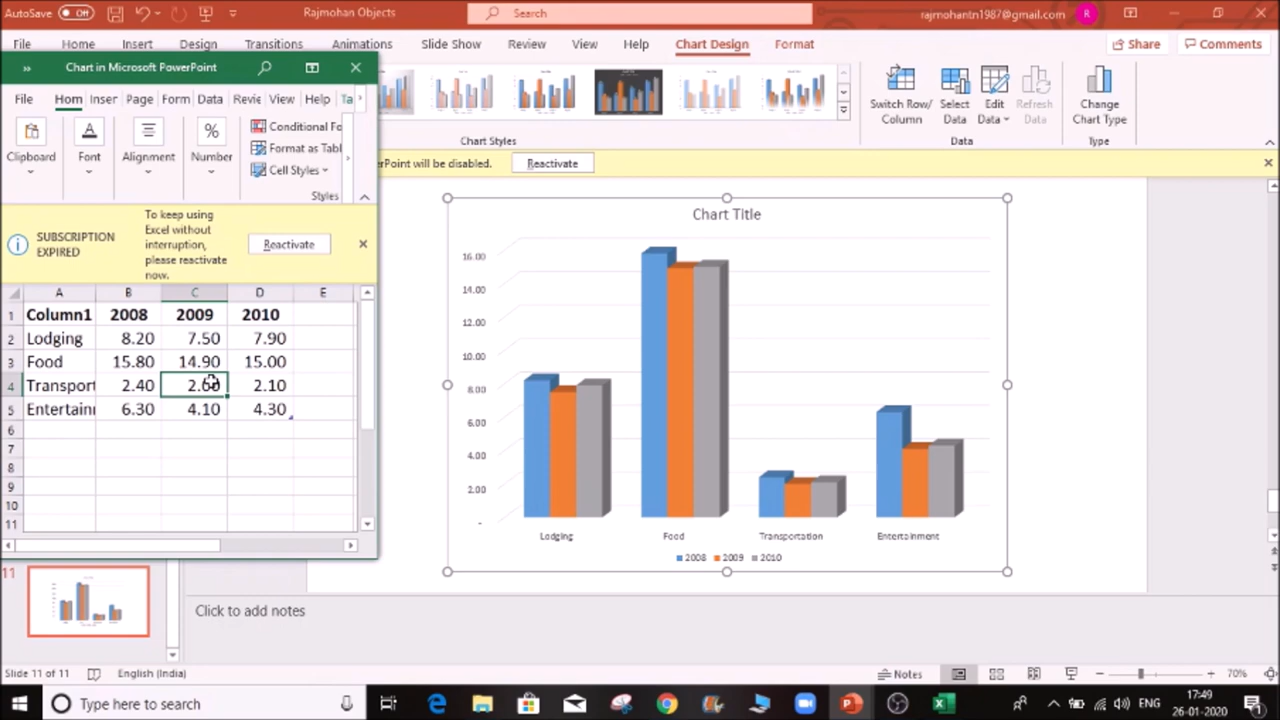 AutoSave Off
Rajmohan Objects
Search
rajmohantn1987@gmail.com R
File Home Insert Design Transitions Animations Slide Show Review View Help Chart Design Format
Share Comments
» Chart in Microsoft PowerPoint
File Hom Inser Page Form Data Revie View Help Ta
Clipboard
Font
Alignment
%
Number
Conditional Fo
Format as Tabl
Cell Styles
Styles
Chart Styles
Switch Row/
Column
Select
Data
Edit
Data
Refresh
Data
Data
Change
Chart Type
Type
erPoint will be disabled. Reactivate
SUBSCRIPTION
EXPIRED
To keep using
Excel without
interruption,
please reactivate
now.
Reactivate
A B C D E
1 Column1 2008 2009 2010
2 Lodging 8.20 7.50 7.90
3 Food 15.80 14.90 15.00
4 Transport 2.40 2.10
5 Entertain 6.30 4.10 4.30
6
7
8
9
10
11
Chart Title
16.00
14.00
12.00
10.00
8.00
6.00
4.00
2.00
-
Lodging Food Transportation Entertainment
2008 2009 2010
11
Click to add notes
Slide 11 of 11 English (India)
Notes
70%
Type here to search
ENG
17:49
26-01-2020
1